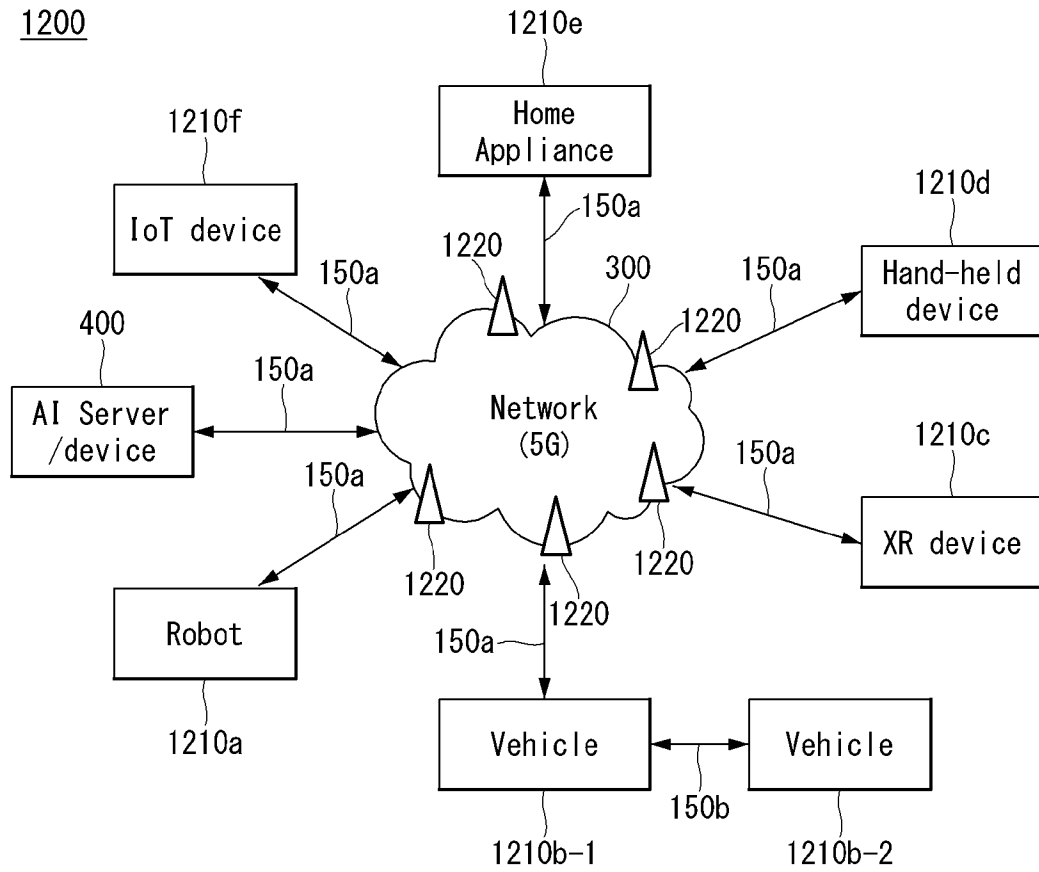 1200
1210e
Home
Appliance
1210f
IoT device
150a
1210d
Hand-held
device
1220
300
150a
150a
1220
400
AI Server
/device
150a
Network
(5G)
1210c
XR device
150a
150a
1220
1220
1220
Robot
1210a
150a
Vehicle
Vehicle
150b
1210b-1
1210b-2